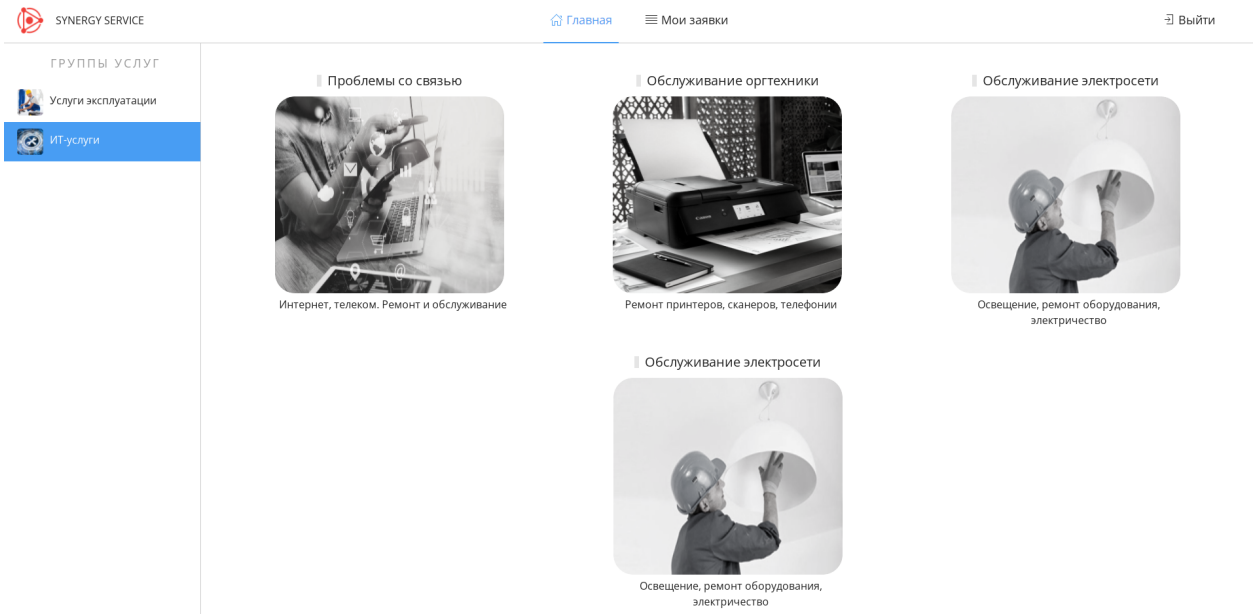 SYNERGY SERVICE
Главная
Мои заявки
Выйти
ГРУППЫ УСЛУГ
Услуги эксплуатации
ИТ-услуги
Проблемы со связью
Интернет, телеком. Ремонт и обслуживание
Обслуживание оргтехники
Canon
Ремонт принтеров, сканеров, телефонии
Обслуживание электросети
Освещение, ремонт оборудования,
электричество
Обслуживание электросети
Освещение, ремонт оборудования,
электричество